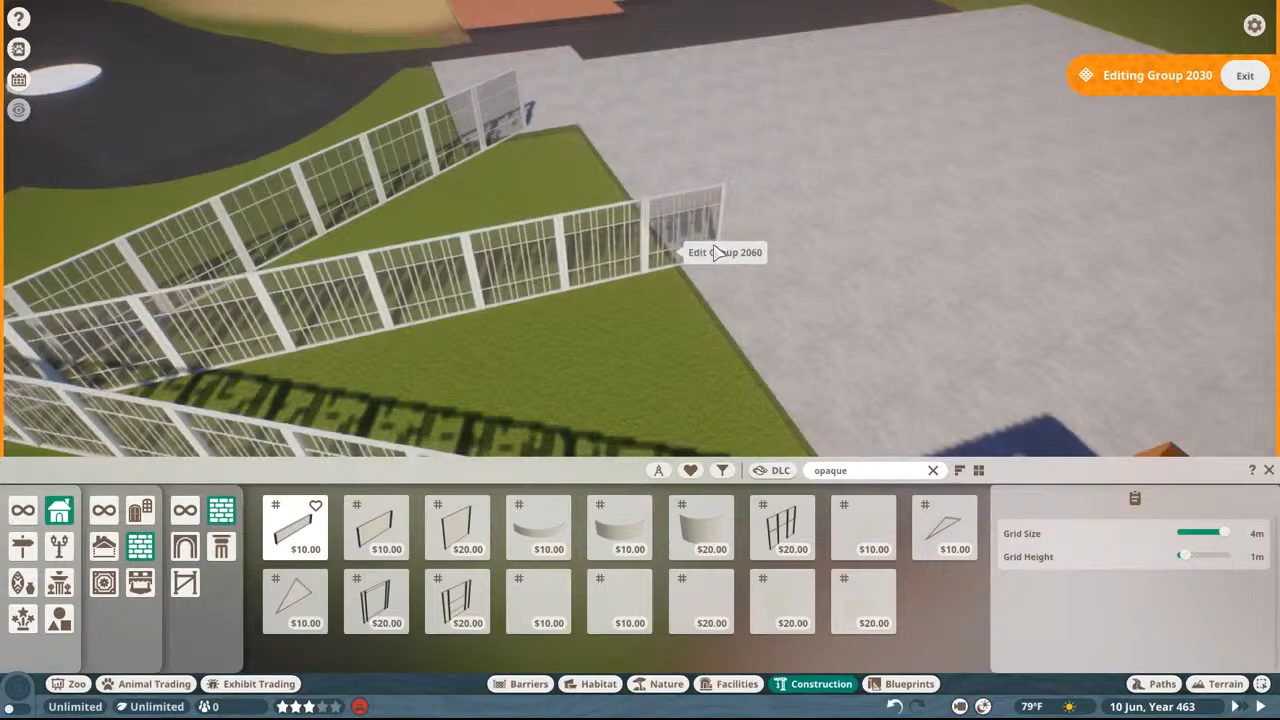 ?
Editing Group 2030
Exit
DLC
opaque
?
$10.00
$10.00
$20.00
$10.00
$10.00
$20.00
$20.00
$10.00
$10.00
$10.00
$20.00
$20.00
$10.00
$10.00
$20.00
$20.00
$20.00
Grid Size
4m
Grid Height
1m
Zoo
Animal Trading
Exhibit Trading
Barriers
Habitat
Nature
Facilities
Construction
Blueprints
Paths
Terrain
Unlimited
Unlimited
0
79°F
10 Jun, Year 463